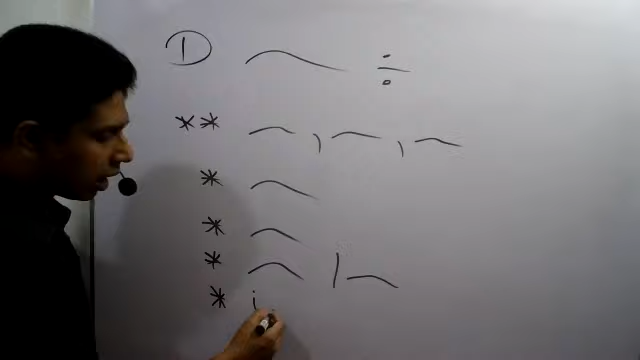 ① ~ ÷
** ~ , ~ , ~
* ~
* ~
* ~ | ~
* i